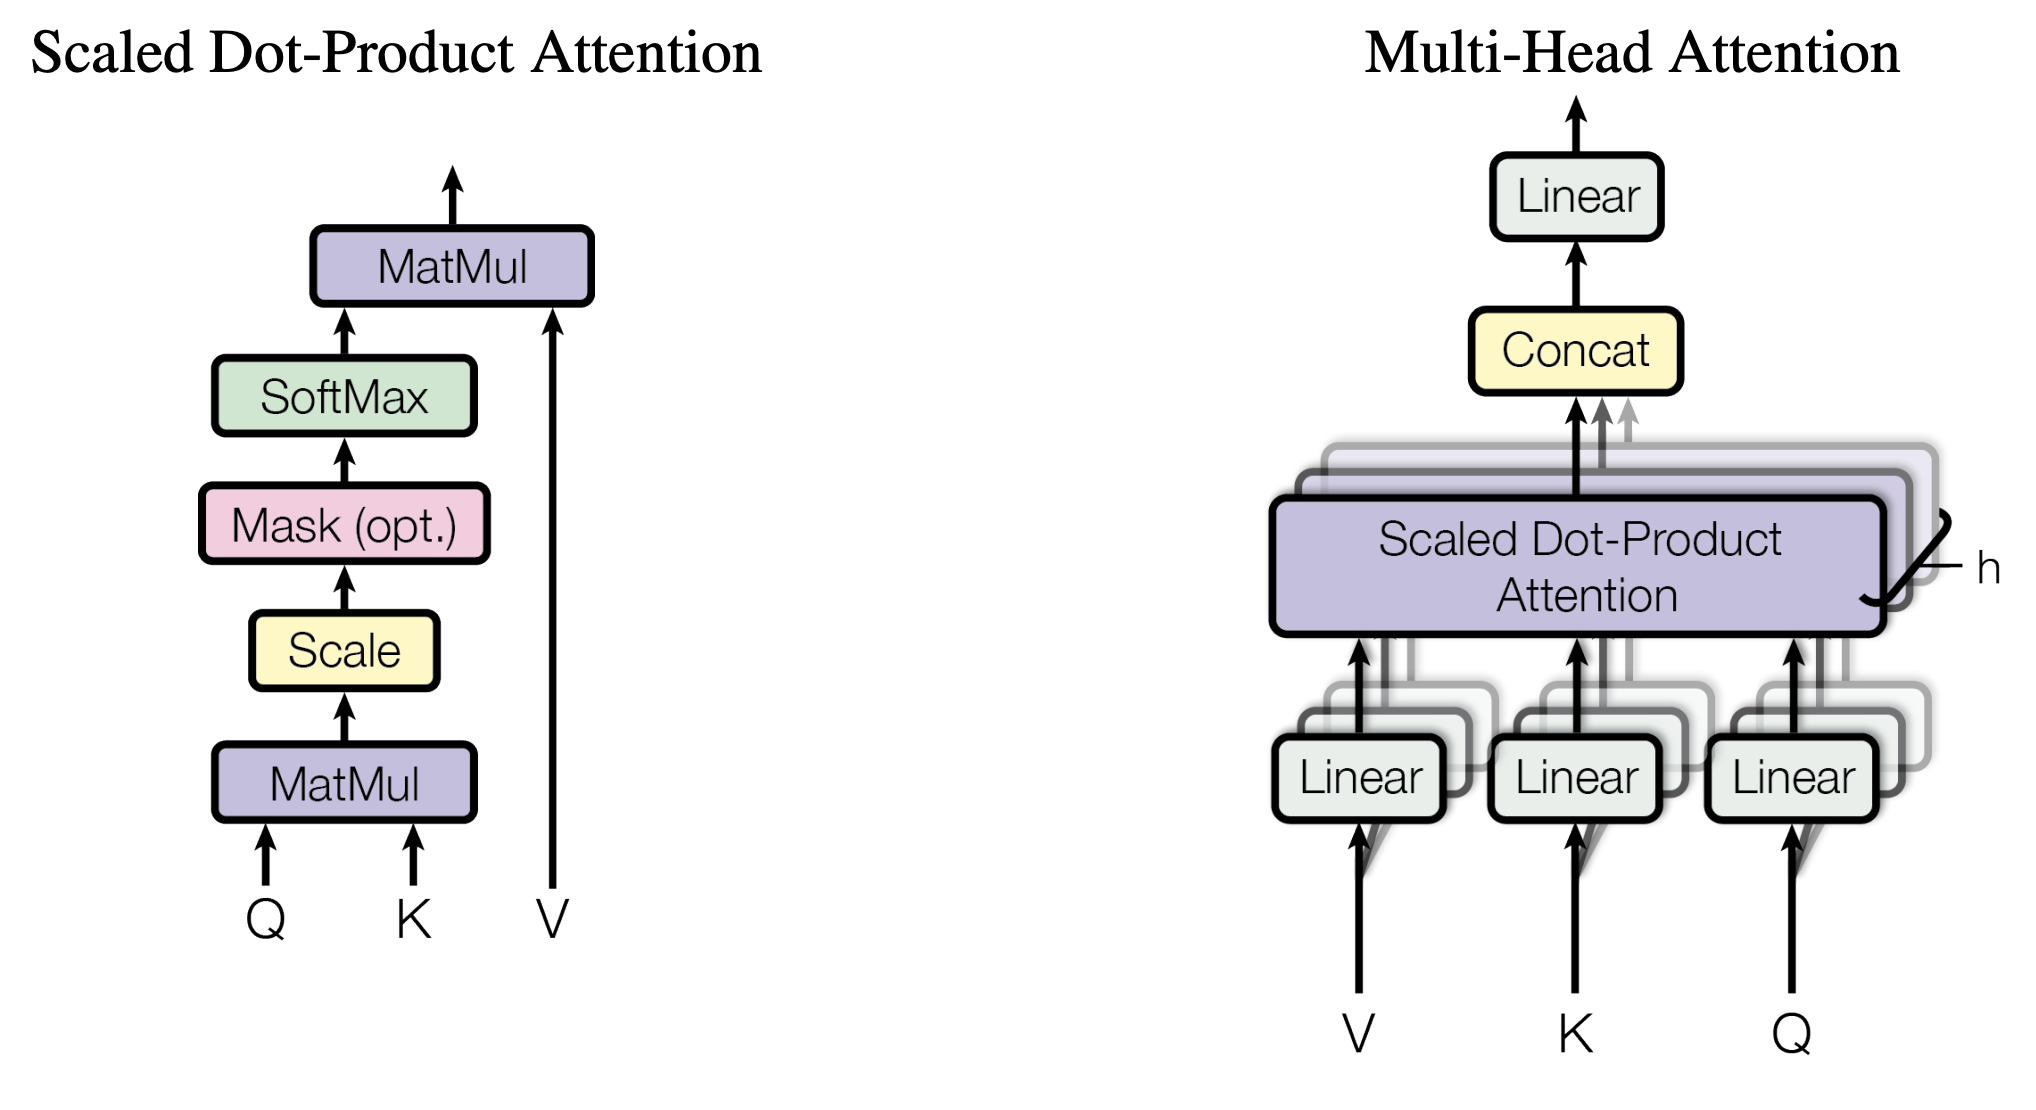 Scaled Dot-Product Attention
MatMul
SoftMax
Mask (opt.)
Scale
MatMul
Q K V
Multi-Head Attention
Linear
Concat
Scaled Dot-Product
Attention
h
Linear Linear Linear
V K Q